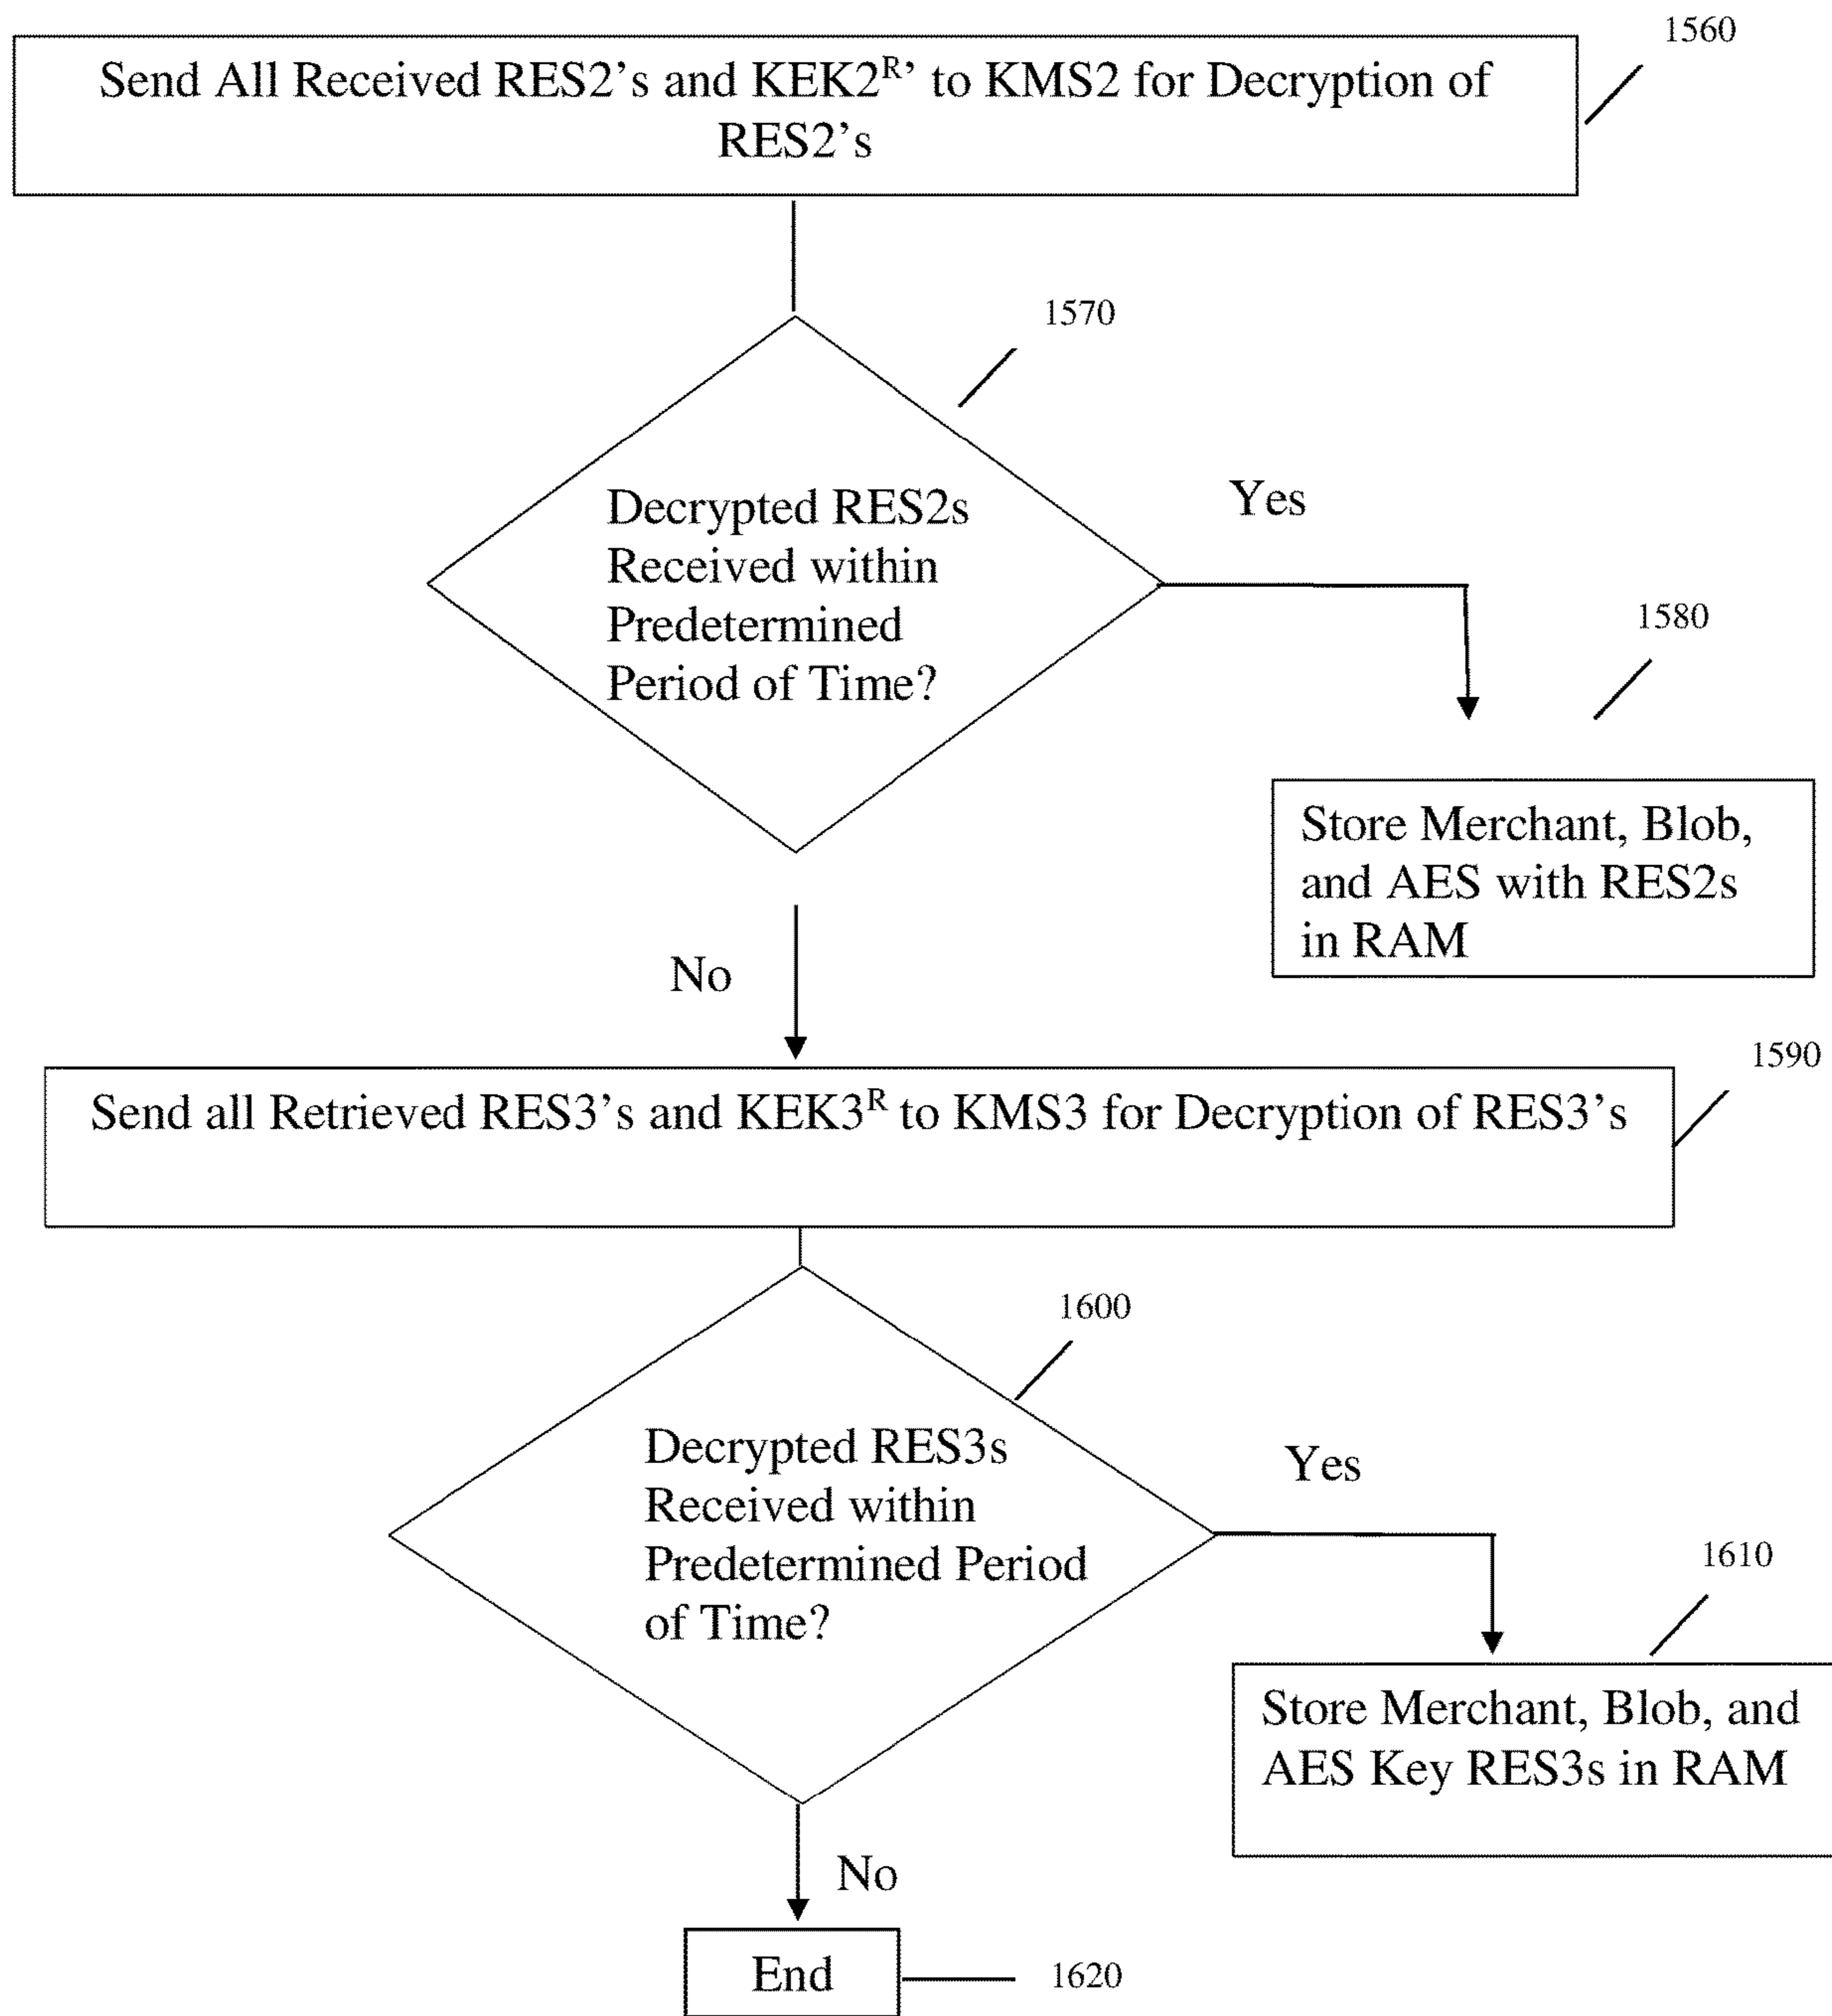 1560
Send All Received RES2’s and KEK2ᴿ’ to KMS2 for Decryption of
RES2’s
1570
Decrypted RES2s
Received within
Predetermined
Period of Time?
Yes
1580
Store Merchant, Blob,
and AES with RES2s
in RAM
No
1590
Send all Retrieved RES3’s and KEK3ᴿ to KMS3 for Decryption of RES3’s
1600
Decrypted RES3s
Received within
Predetermined Period
of Time?
Yes
1610
Store Merchant, Blob, and
AES Key RES3s in RAM
No
End
1620